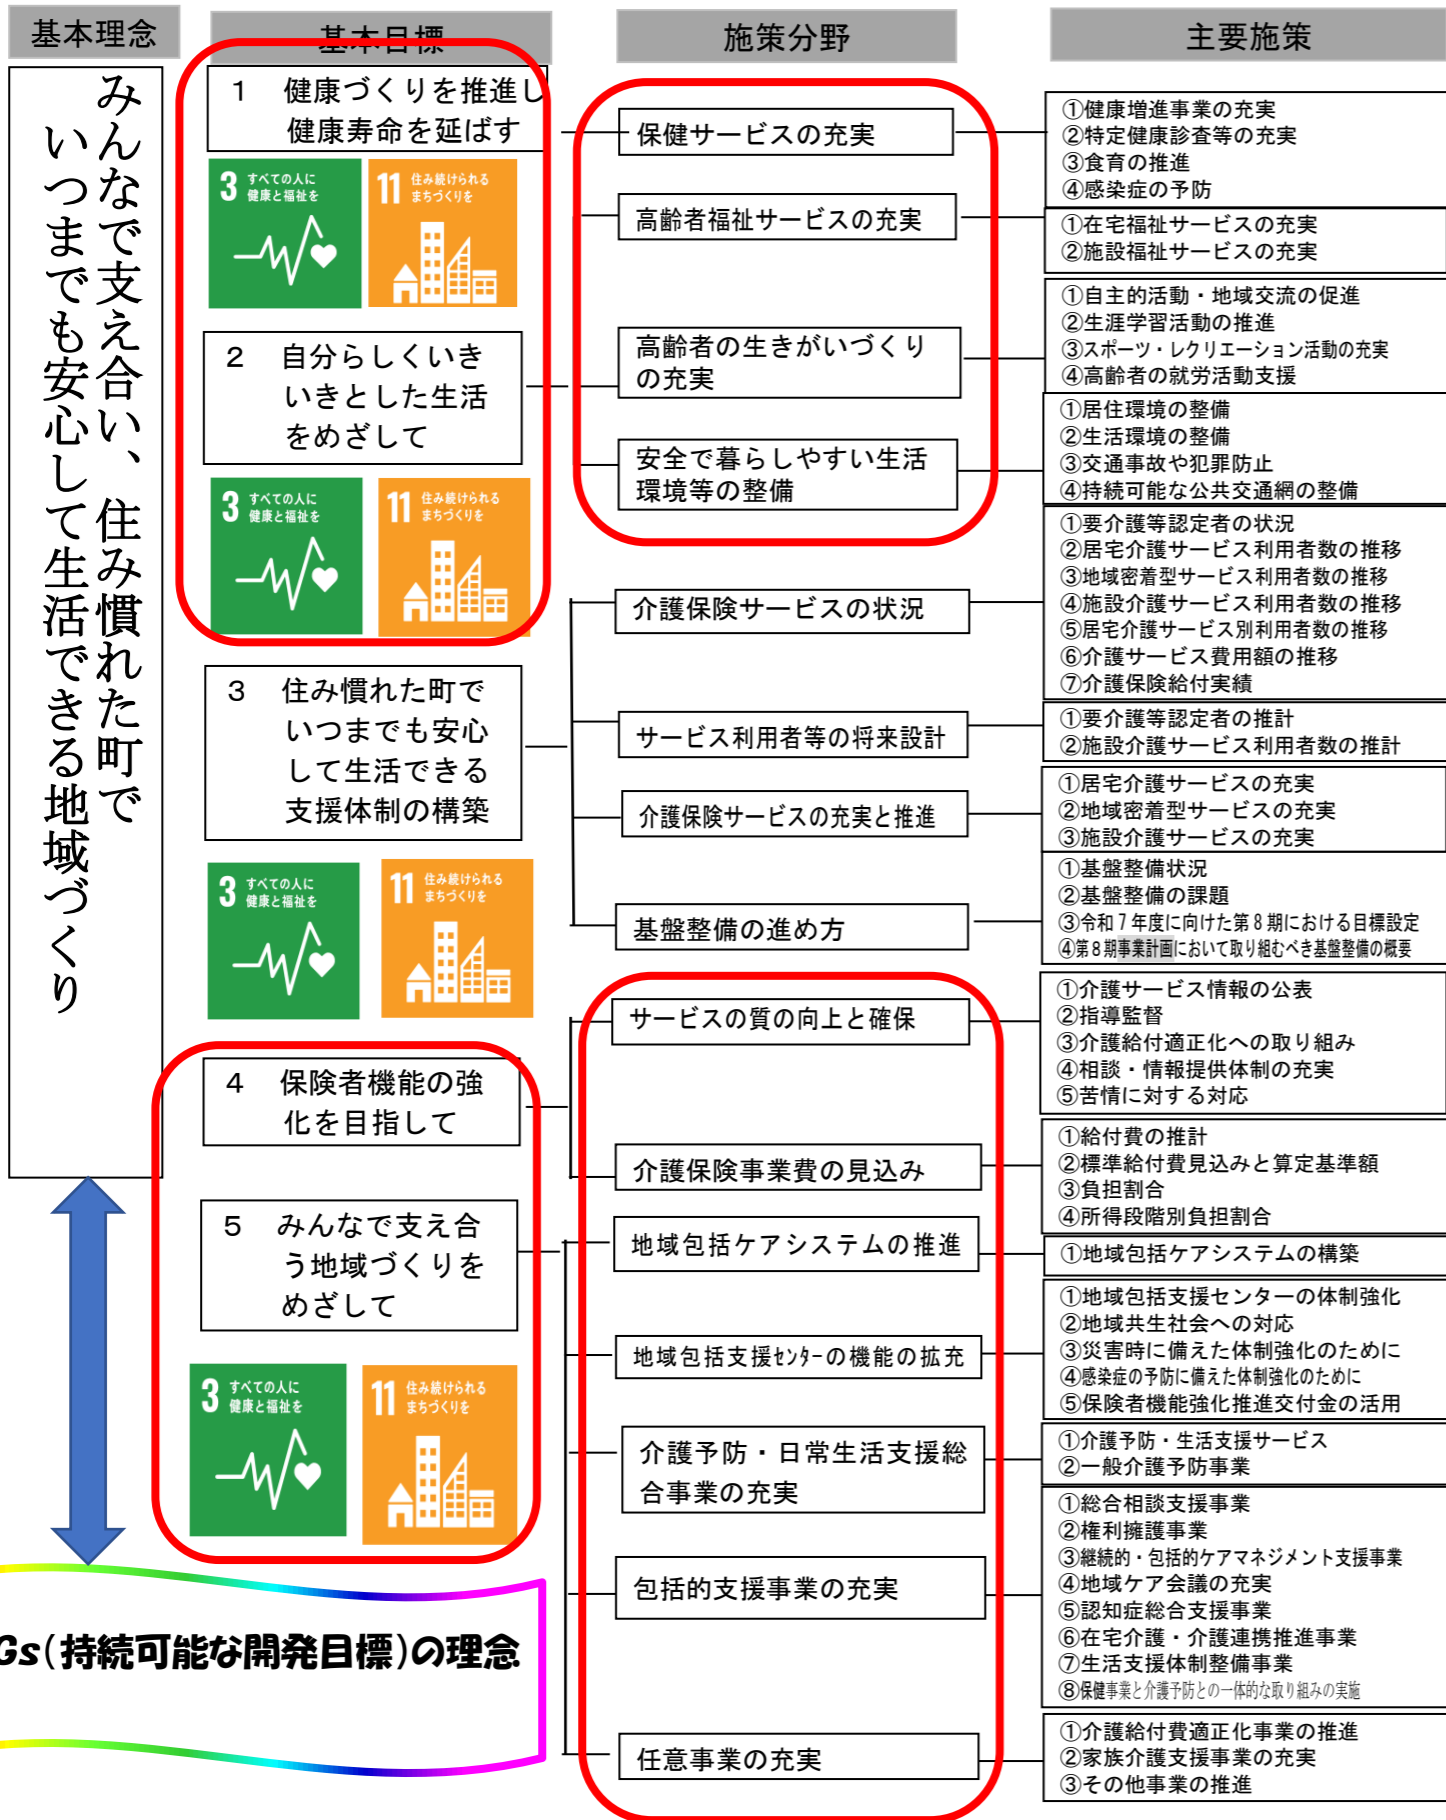 基本理念
基本目標
施策分野
主要施策
みんなで支え合い、住み慣れた町で
いつまでも安心して生活できる地域づくり
1 健康づくりを推進し
健康寿命を延ばす
3 すべての人に
健康と福祉を
11 住み続けられる
まちづくりを
2 自分らしくいき
いきとした生活
をめざして
3 すべての人に
健康と福祉を
11 住み続けられる
まちづくりを
3 住み慣れた町で
いつまでも安心
して生活できる
支援体制の構築
3 すべての人に
健康と福祉を
11 住み続けられる
まちづくりを
4 保険者機能の強
化を目指して
5 みんなで支え合
う地域づくりを
めざして
3 すべての人に
健康と福祉を
11 住み続けられる
まちづくりを
Gs(持続可能な開発目標)の理念
保健サービスの充実
①健康増進事業の充実
②特定健康診査等の充実
③食育の推進
④感染症の予防
高齢者福祉サービスの充実
①在宅福祉サービスの充実
②施設福祉サービスの充実
高齢者の生きがいづくり
の充実
①自主的活動・地域交流の促進
②生涯学習活動の推進
③スポーツ・レクリエーション活動の充実
④高齢者の就労活動支援
安全で暮らしやすい生活
環境等の整備
①居住環境の整備
②生活環境の整備
③交通事故や犯罪防止
④持続可能な公共交通網の整備
介護保険サービスの状況
①要介護等認定者の状況
②居宅介護サービス利用者数の推移
③地域密着型サービス利用者数の推移
④施設介護サービス利用者数の推移
⑤居宅介護サービス別利用者数の推移
⑥介護サービス費用額の推移
⑦介護保険給付実績
サービス利用者等の将来設計
①要介護等認定者の推計
②施設介護サービス利用者数の推計
介護保険サービスの充実と推進
①居宅介護サービスの充実
②地域密着型サービスの充実
③施設介護サービスの充実
基盤整備の進め方
①基盤整備状況
②基盤整備の課題
③令和7年度に向けた第8期における目標設定
④第8期事業計画において取り組むべき基盤整備の概要
サービスの質の向上と確保
①介護サービス情報の公表
②指導監督
③介護給付適正化への取り組み
④相談・情報提供体制の充実
⑤苦情に対する対応
介護保険事業費の見込み
①給付費の推計
②標準給付費見込みと算定基準額
③負担割合
④所得段階別負担割合
地域包括ケアシステムの推進
①地域包括ケアシステムの構築
地域包括支援ｾﾝﾀｰの機能の拡充
①地域包括支援センターの体制強化
②地域共生社会への対応
③災害時に備えた体制強化のために
④感染症の予防に備えた体制強化のために
⑤保険者機能強化推進交付金の活用
介護予防・日常生活支援総
合事業の充実
①介護予防・生活支援サービス
②一般介護予防事業
包括的支援事業の充実
①総合相談支援事業
②権利擁護事業
③継続的・包括的ケアマネジメント支援事業
④地域ケア会議の充実
⑤認知症総合支援事業
⑥在宅介護・介護連携推進事業
⑦生活支援体制整備事業
⑧保健事業と介護予防との一体的な取り組みの実施
任意事業の充実
①介護給付費適正化事業の推進
②家族介護支援事業の充実
③その他事業の推進